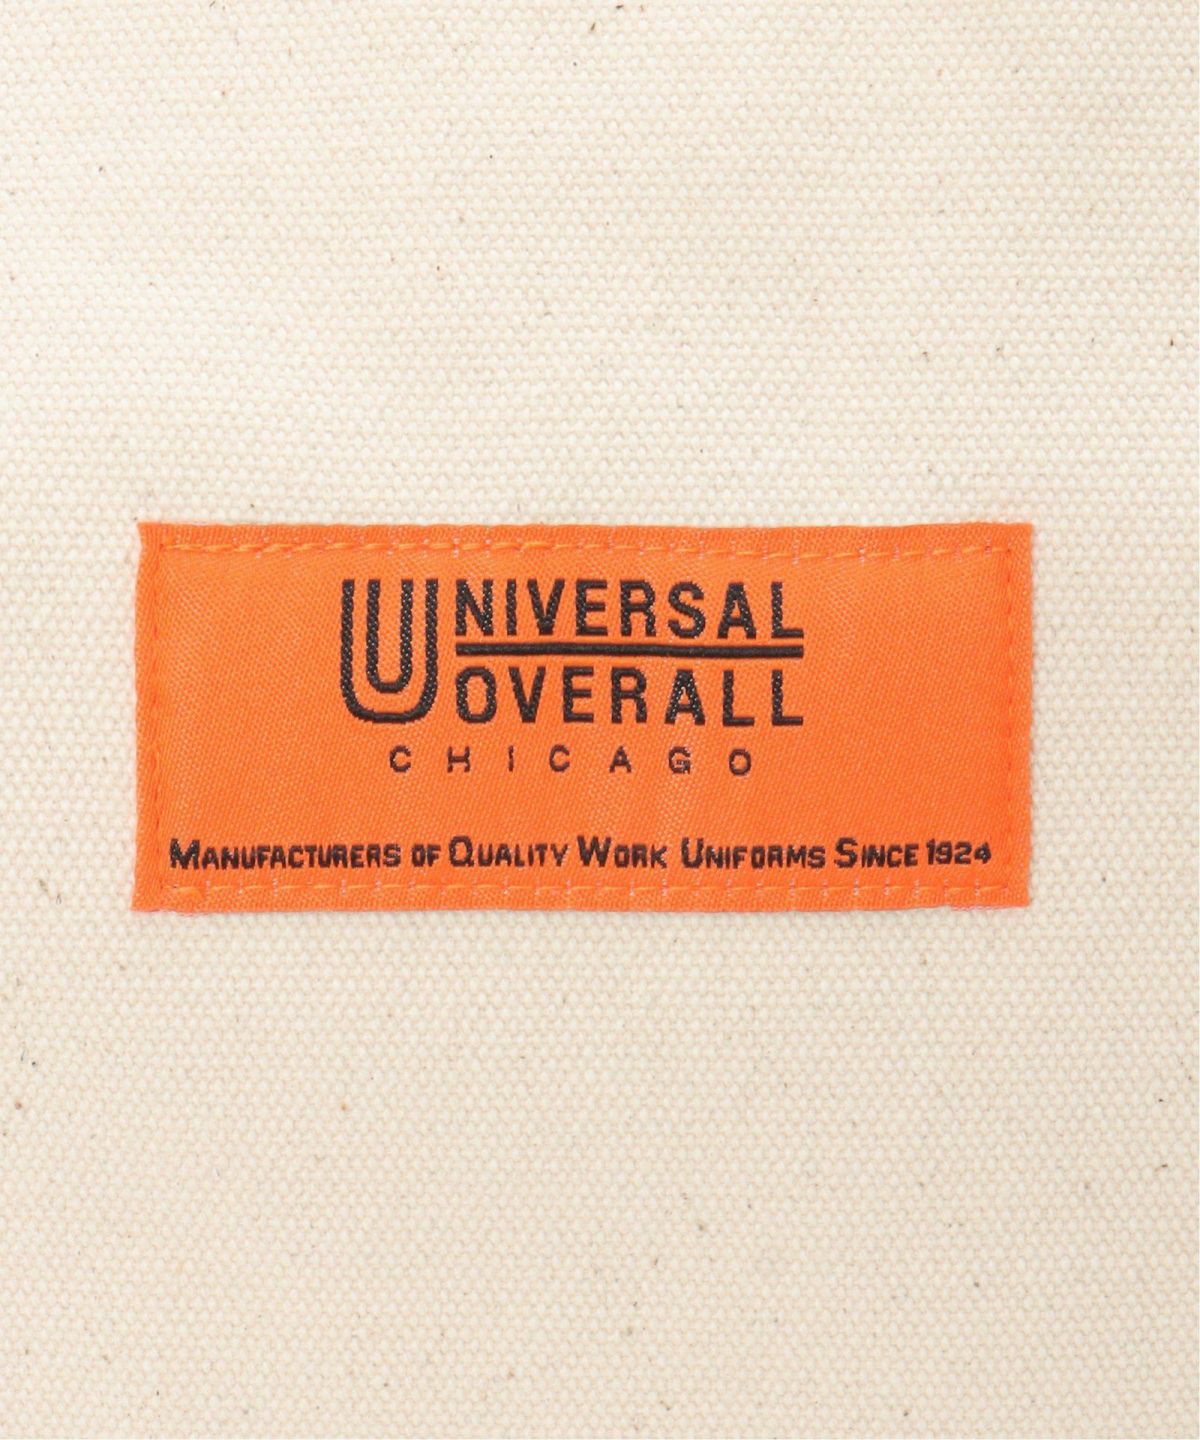 UNIVERSAL
OVERALL
CHICAGO
MANUFACTURERS OF QUALITY WORK UNIFORMS SINCE 1924